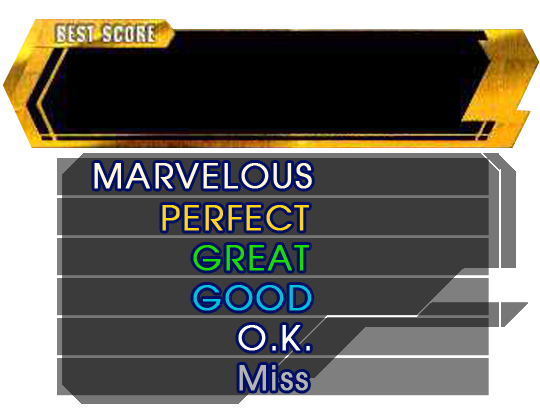 BEST SCORE
MARVELOUS
PERFECT
GREAT
GOOD
O.K.
Miss